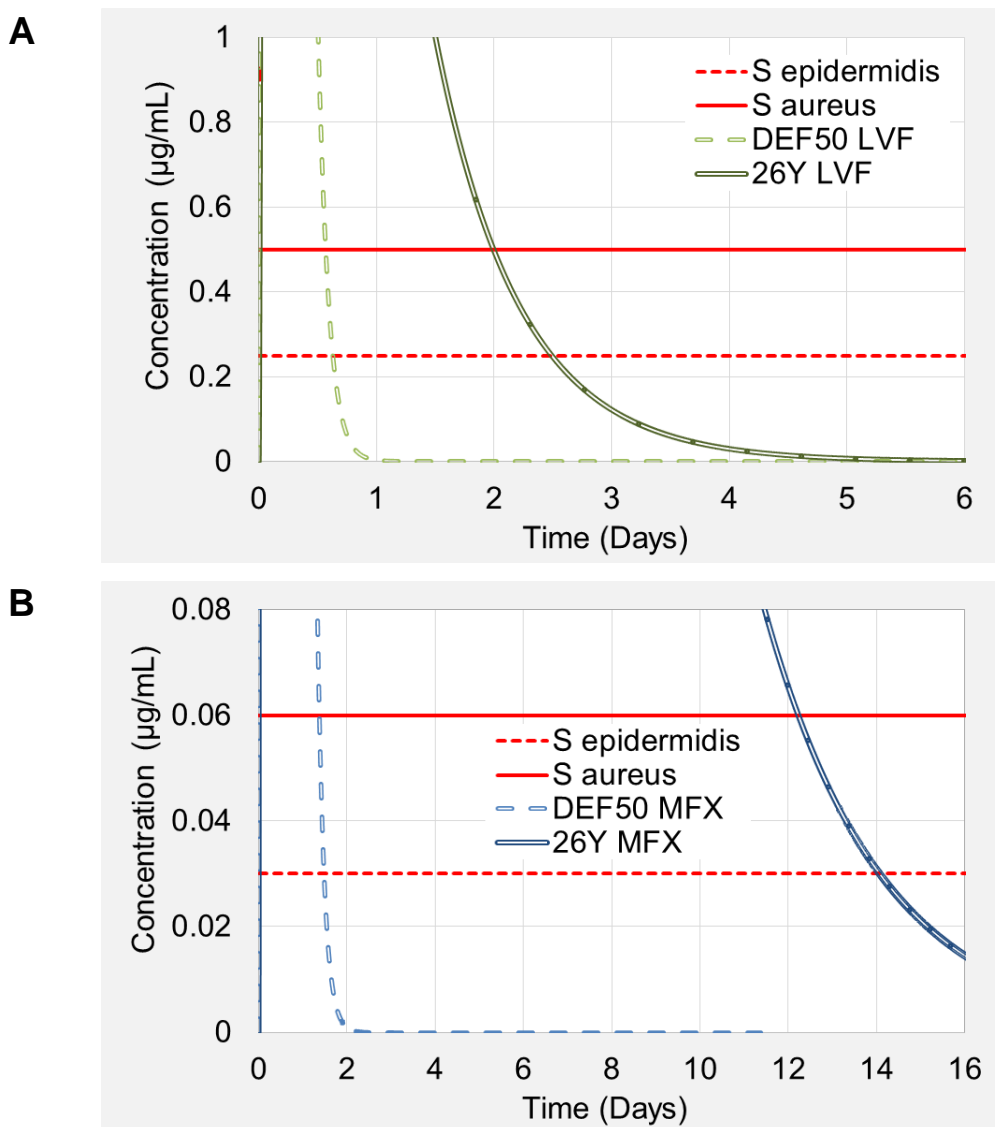 A
Concentration (µg/mL)
1
0.8
0.6
0.4
0.2
0
S epidermidis
S aureus
DEF50 LVF
26Y LVF
0 1 2 3 4 5 6
Time (Days)
B
Concentration (µg/mL)
0.08
0.06
0.04
0.02
0
S epidermidis
S aureus
DEF50 MFX
26Y MFX
0 2 4 6 8 10 12 14 16
Time (Days)